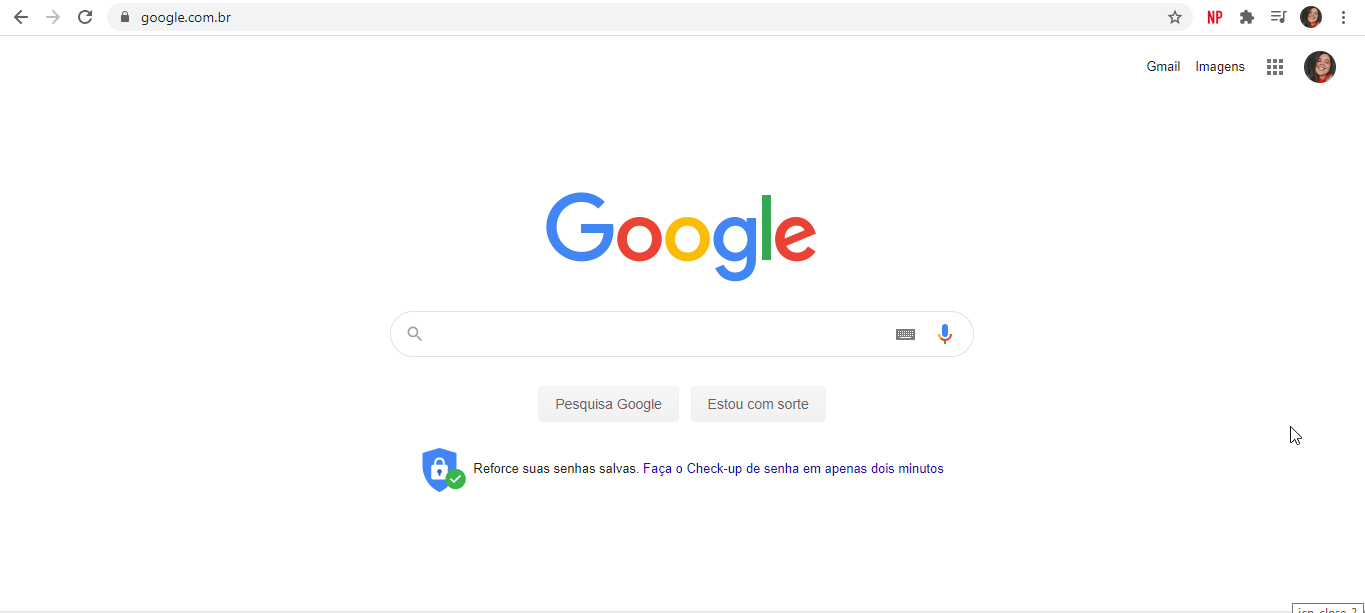 google.com.br
NP
Gmail Imagens
Google
Pesquisa Google Estou com sorte
Reforce suas senhas salvas. Faça o Check-up de senha em apenas dois minutos